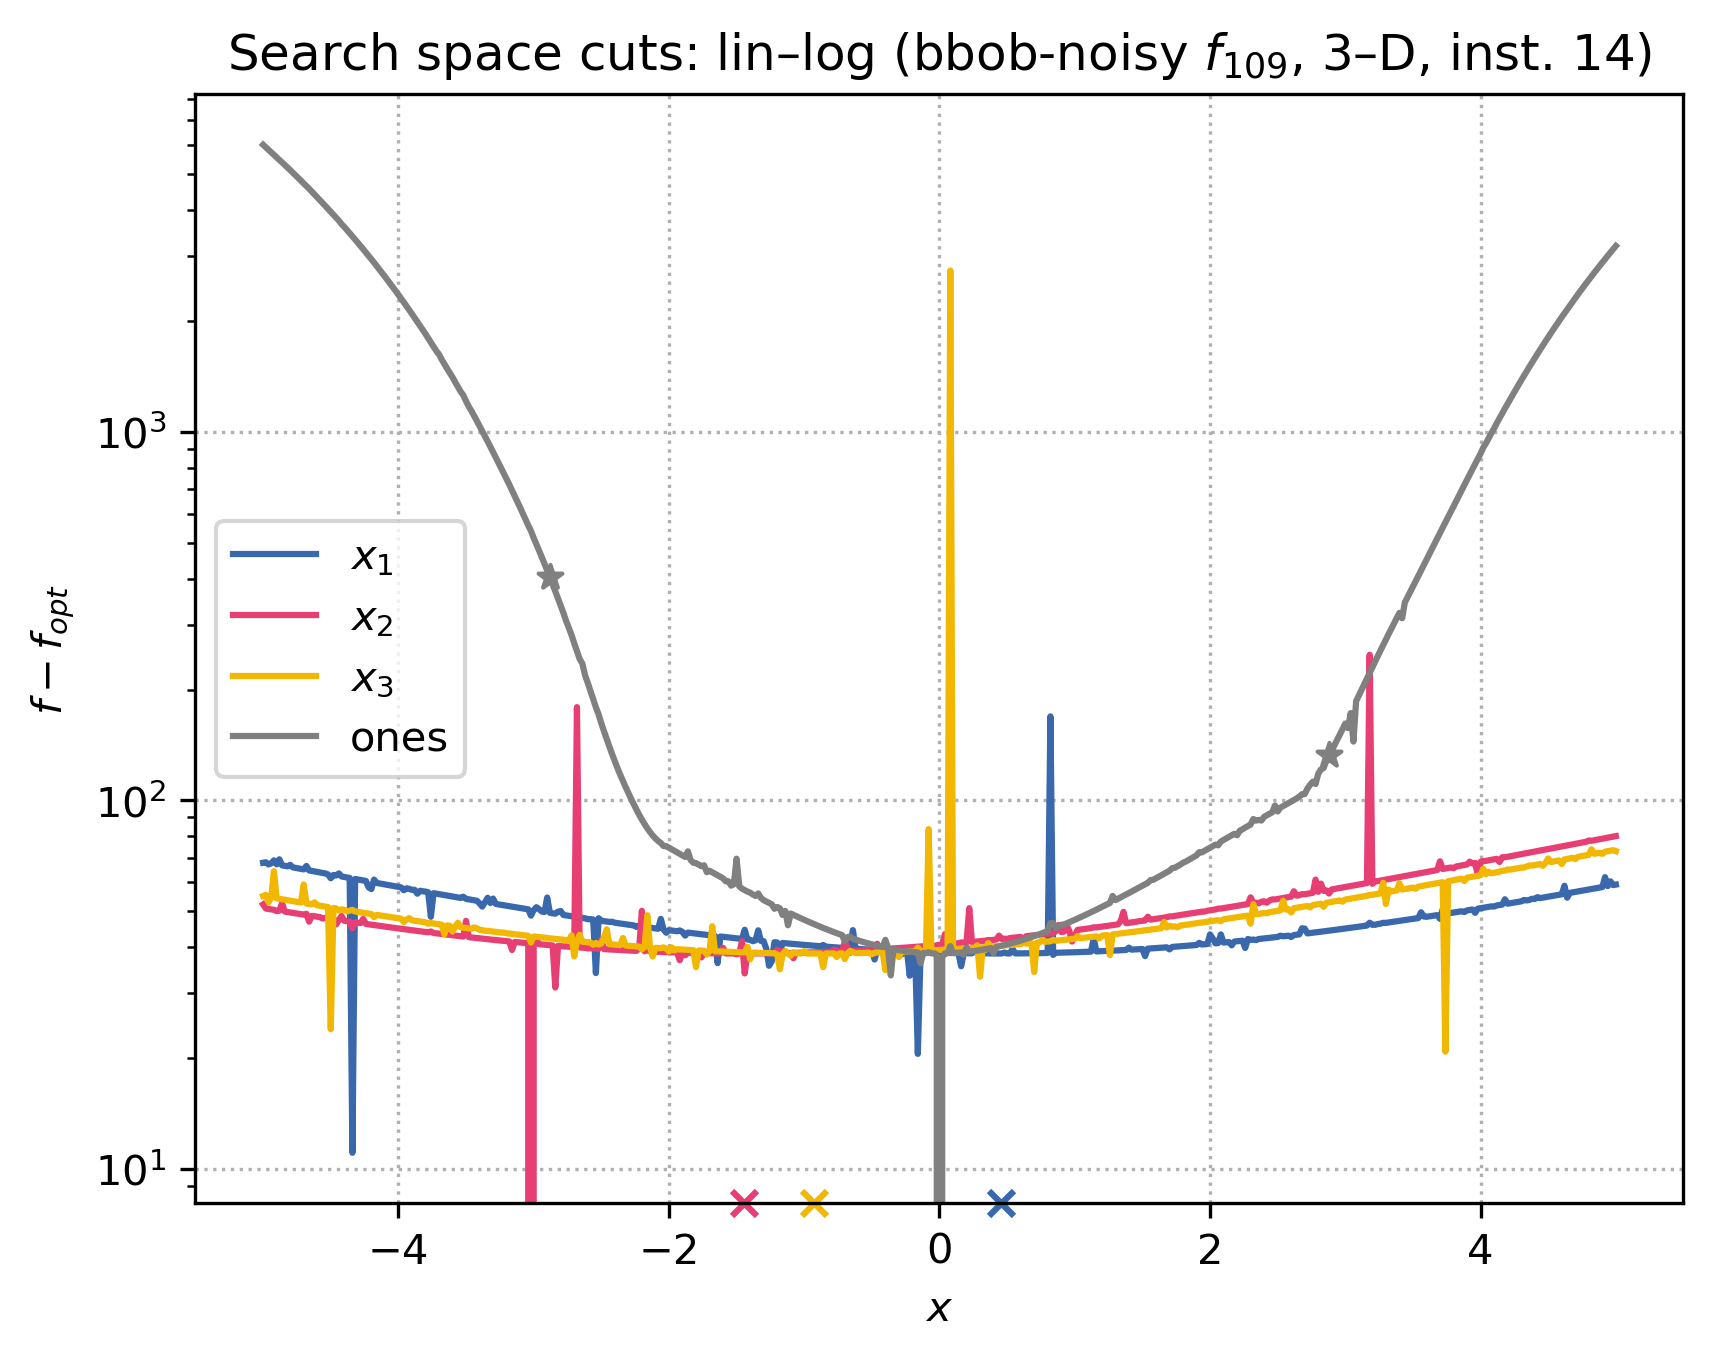 Search space cuts: lin–log (bbob-noisy f₁₀₉, 3–D, inst. 14)
f − fₒₚₜ
10³
10²
10¹
x₁
x₂
x₃
ones
−4 −2 0 2 4
x